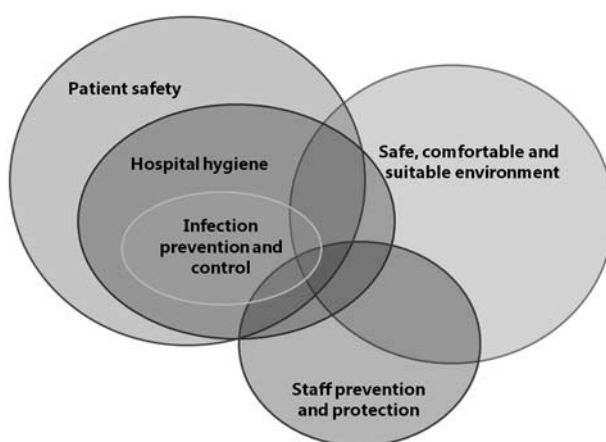 Patient safety
Hospital hygiene
Safe, comfortable and
suitable environment
Infection
prevention and
control
Staff prevention
and protection